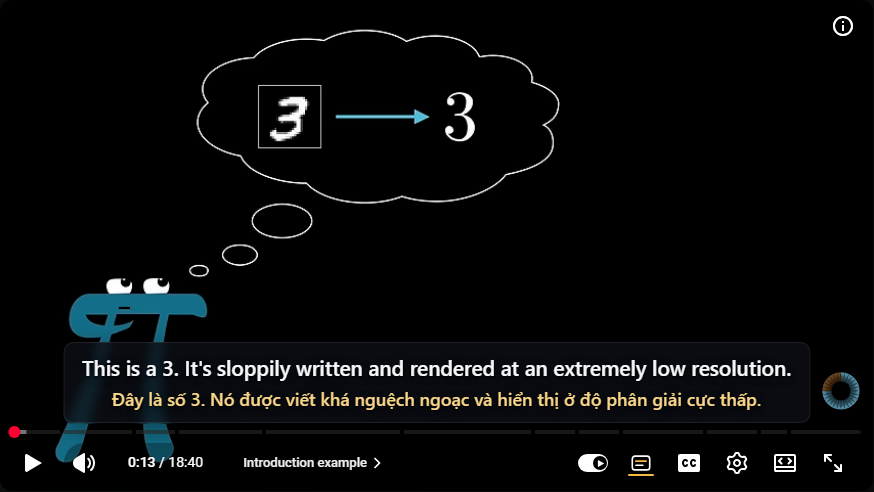 3 3
This is a 3. It's sloppily written and rendered at an extremely low resolution.
Đây là số 3. Nó được viết khá nguệch ngoạc và hiển thị ở độ phân giải cực thấp.
0:13 / 18:40 Introduction example CC